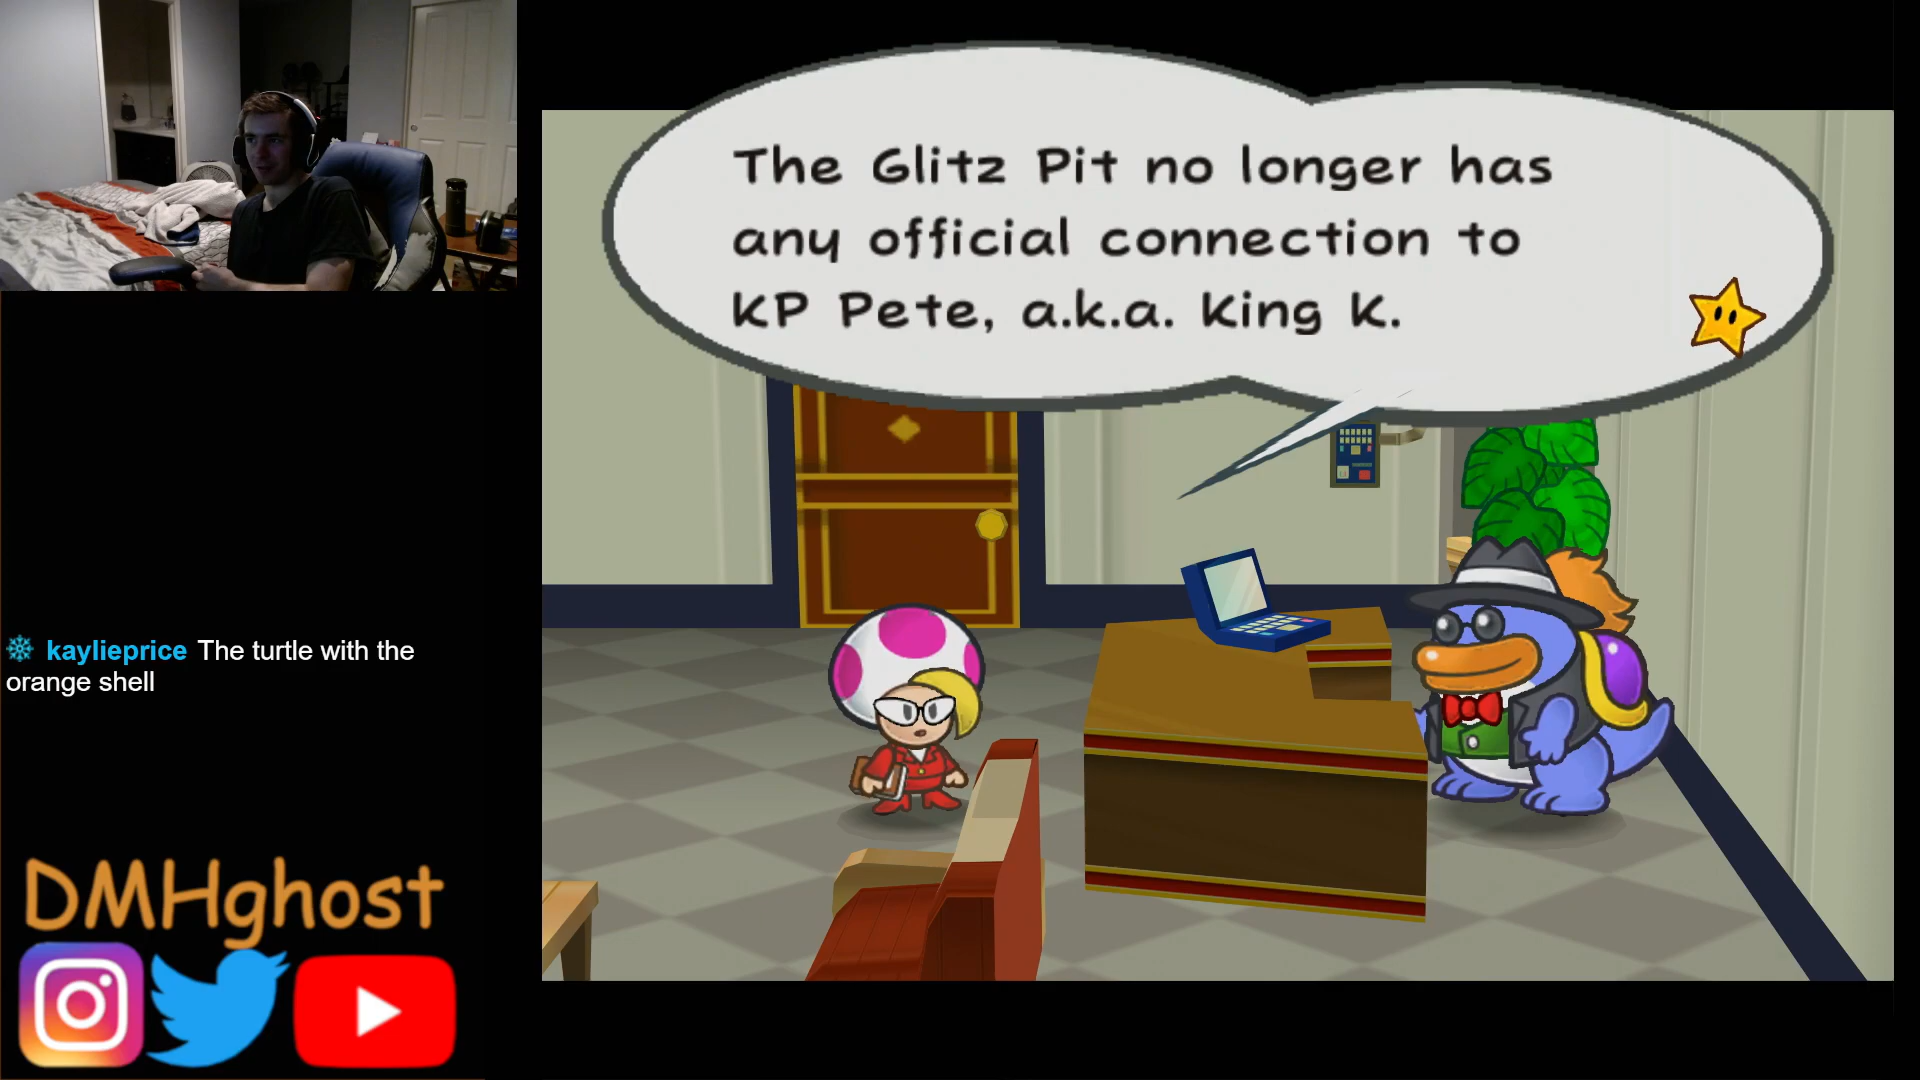 The Glitz Pit no longer has
any official connection to
KP Pete, a.k.a. King K.
kaylieprice The turtle with the
orange shell
DMHghost